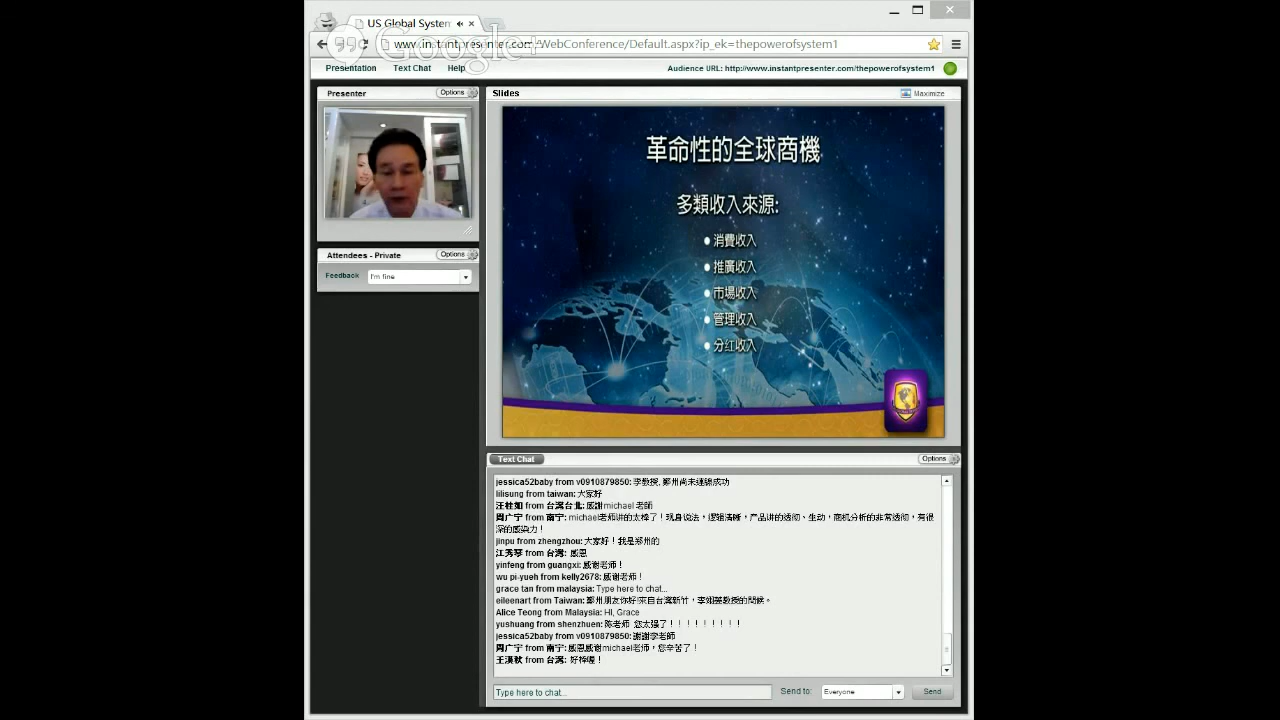 US Global System
Google+
www.instantpresenter.com/WebConference/Default.aspx?ip_ek=thepowerofsystem1
Presentation Text Chat Help Audience URL: http://www.instantpresenter.com/thepowerofsystem1
Presenter Options
Slides Maximize
革命性的全球商機
多類收入來源:
消費收入
推廣收入
市場收入
管理收入
分红收入
Attendees - Private Options
Feedback I'm fine
Text Chat Options
jessica52baby from v0910879850: 李教授, 鄭州尚未連線成功
lilisung from taiwan: 大家好
汪桂如 from 台灣台北: 感謝michael 老師
周广宁 from 南宁: michael老师讲的太棒了！现身说法，逻辑清晰，产品讲的透彻、生动，商机分析的非常透彻，有很
深的感染力！
jinpu from zhengzhou: 大家好！我是郑州的
江秀琴 from 台灣: 感恩
yinfeng from guangxi: 感谢老师！
wu pi-yueh from kelly2678: 感谢老师！
grace tan from malaysia: Type here to chat...
eileenart from Taiwan: 鄭州朋友你好!來自台灣新竹，李翊菱教授的問候。
Alice Teong from Malaysia: HI, Grace
yushuang from shenzhuen: 陈老师 您太强了！！！！！！！！！
jessica52baby from v0910879850: 謝謝李老師
周广宁 from 南宁: 感恩感谢michael老师，您辛苦了！
王漢猷 from 台灣: 好棒喔！
Type here to chat... Send to: Everyone Send